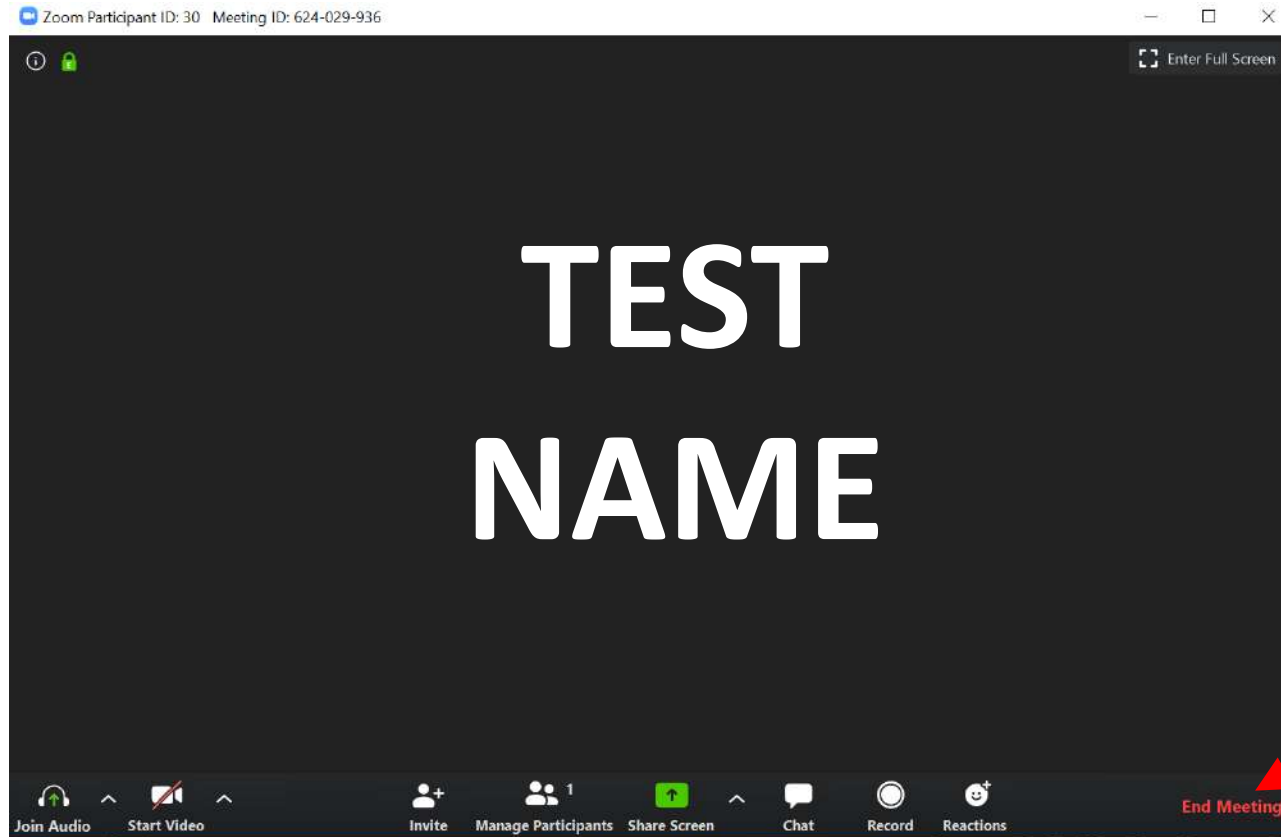 Zoom Participant ID: 30 Meeting ID: 624-029-936
Enter Full Screen
TEST
NAME
1
Join Audio Start Video Invite Manage Participants Share Screen Chat Record Reactions End Meeting